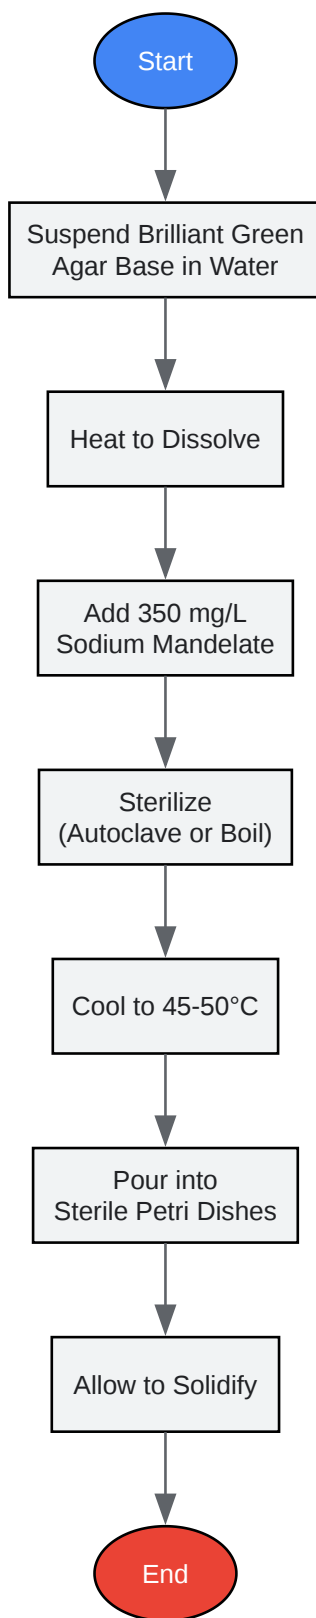 Start
Suspend Brilliant Green
Agar Base in Water
Heat to Dissolve
Add 350 mg/L
Sodium Mandelate
Sterilize
(Autoclave or Boil)
Cool to 45-50°C
Pour into
Sterile Petri Dishes
Allow to Solidify
End